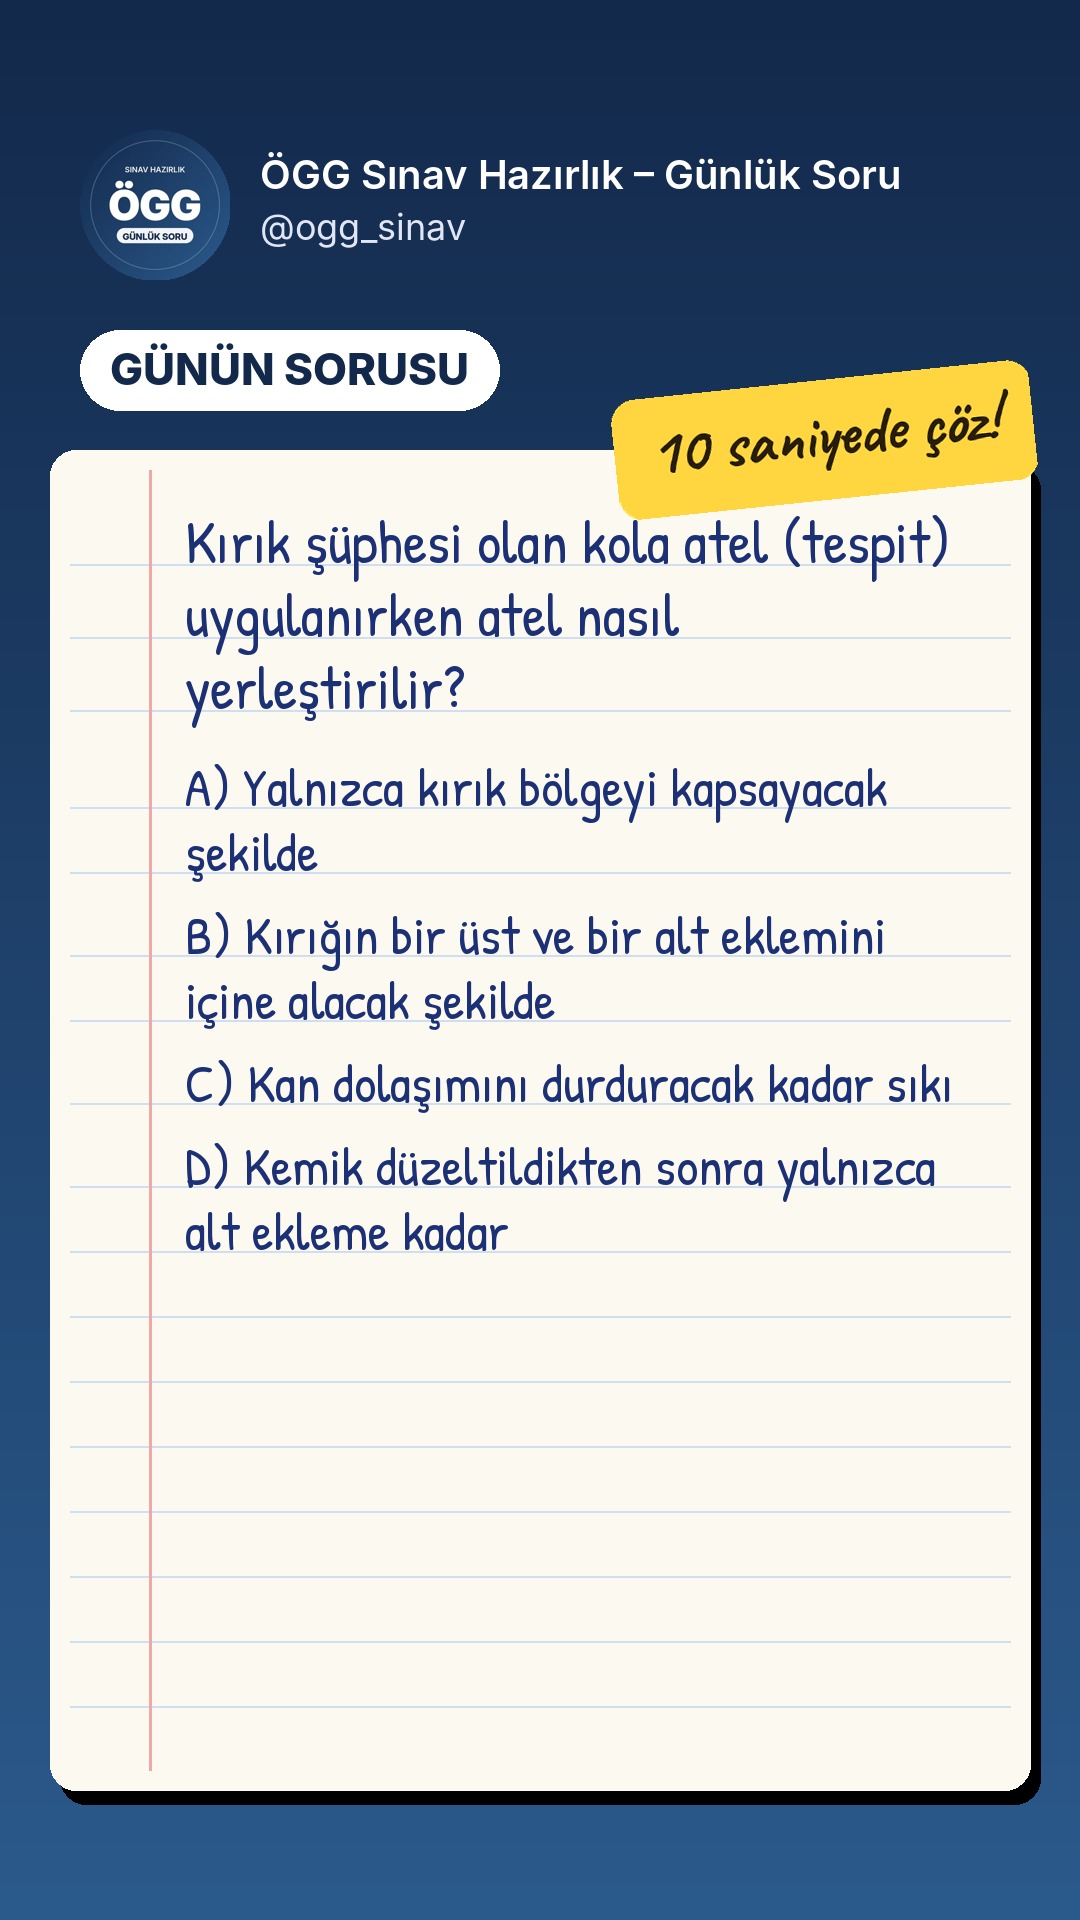 SINAV HAZIRLIK
ÖGG
GÜNLÜK SORU
ÖGG Sınav Hazırlık – Günlük Soru
@ogg_sinav
GÜNÜN SORUSU
10 saniyede çöz!
Kırık şüphesi olan kola atel (tespit)
uygulanırken atel nasıl
yerleştirilir?
A) Yalnızca kırık bölgeyi kapsayacak
şekilde
B) Kırığın bir üst ve bir alt eklemini
içine alacak şekilde
C) Kan dolaşımını durduracak kadar sıkı
D) Kemik düzeltildikten sonra yalnızca
alt ekleme kadar